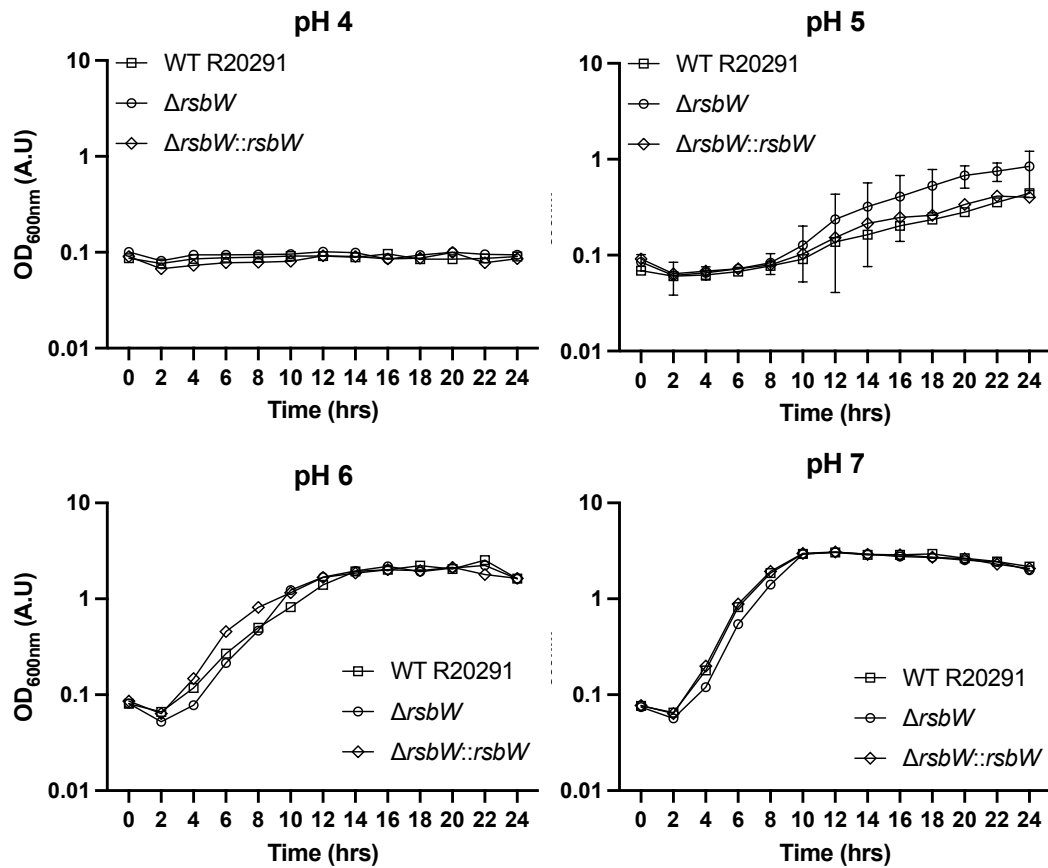 pH 4
10
1
0.1
0.01
OD600nm (A.U)
WT R20291
ΔrsbW
ΔrsbW::rsbW
0 2 4 6 8 10 12 14 16 18 20 22 24
Time (hrs)
pH 5
10
1
0.1
0.01
WT R20291
ΔrsbW
ΔrsbW::rsbW
0 2 4 6 8 10 12 14 16 18 20 22 24
Time (hrs)
pH 6
10
1
0.1
0.01
OD600nm (A.U)
WT R20291
ΔrsbW
ΔrsbW::rsbW
0 2 4 6 8 10 12 14 16 18 20 22 24
Time (hrs)
pH 7
10
1
0.1
0.01
WT R20291
ΔrsbW
ΔrsbW::rsbW
0 2 4 6 8 10 12 14 16 18 20 22 24
Time (hrs)